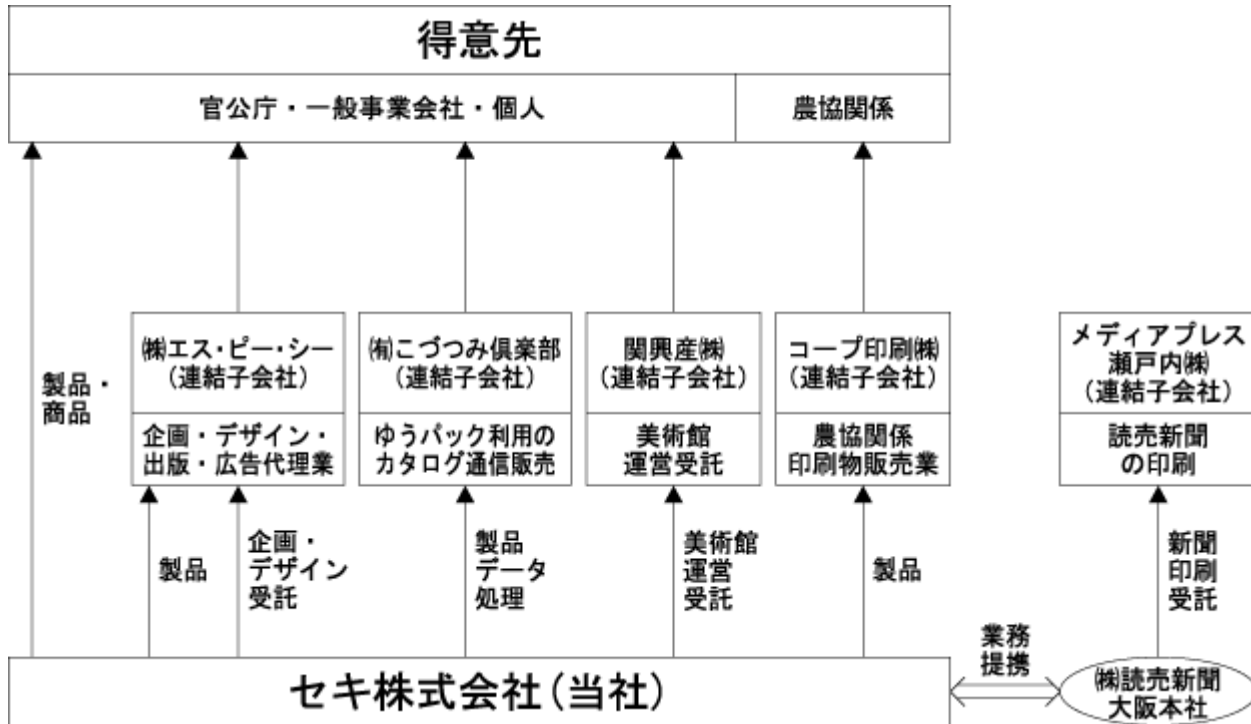 得意先
官公庁・一般事業会社・個人
農協関係
製品・
商品
㈱エス・ピー・シー
(連結子会社)
企画・デザイン・
出版・広告代理業
㈲こづつみ倶楽部
(連結子会社)
ゆうパック利用の
カタログ通信販売
関興産㈱
(連結子会社)
美術館
運営受託
コープ印刷㈱
(連結子会社)
農協関係
印刷物販売業
メディアプレス
瀬戸内㈱
(連結子会社)
読売新聞
の印刷
製品
企画・
デザイン
受託
製品
データ
処理
美術館
運営
受託
製品
新聞
印刷
受託
セキ株式会社(当社)
業務
提携
㈱読売新聞
大阪本社